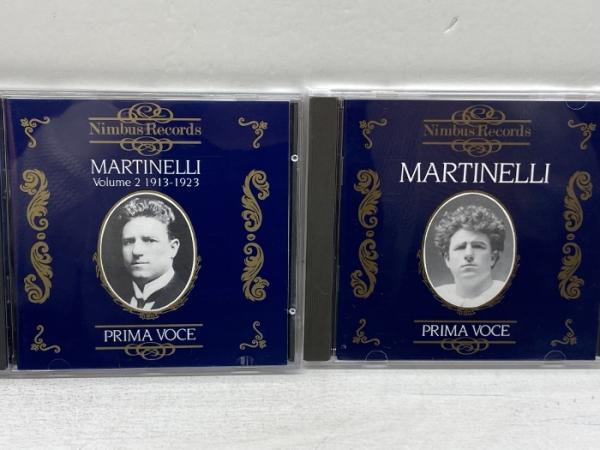 Nimbus Records
MARTINELLI
Volume 2 1913-1923
PRIMA VOCE
Nimbus Records
MARTINELLI
PRIMA VOCE